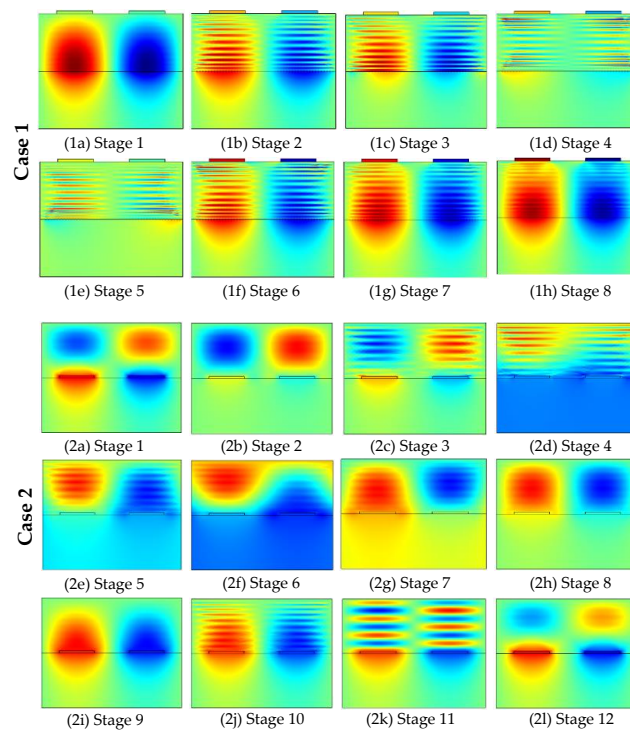 Case 1
(1a) Stage 1
(1b) Stage 2
(1c) Stage 3
(1d) Stage 4
(1e) Stage 5
(1f) Stage 6
(1g) Stage 7
(1h) Stage 8
Case 2
(2a) Stage 1
(2b) Stage 2
(2c) Stage 3
(2d) Stage 4
(2e) Stage 5
(2f) Stage 6
(2g) Stage 7
(2h) Stage 8
(2i) Stage 9
(2j) Stage 10
(2k) Stage 11
(2l) Stage 12